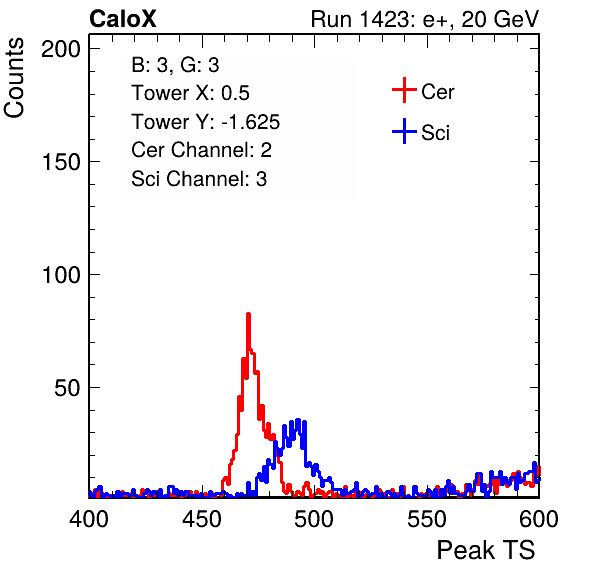 CaloX Run 1423: e+, 20 GeV
Counts
200
150
100
50
B: 3, G: 3
Tower X: 0.5
Tower Y: -1.625
Cer Channel: 2
Sci Channel: 3
Cer
Sci
400 450 500 550 600
Peak TS